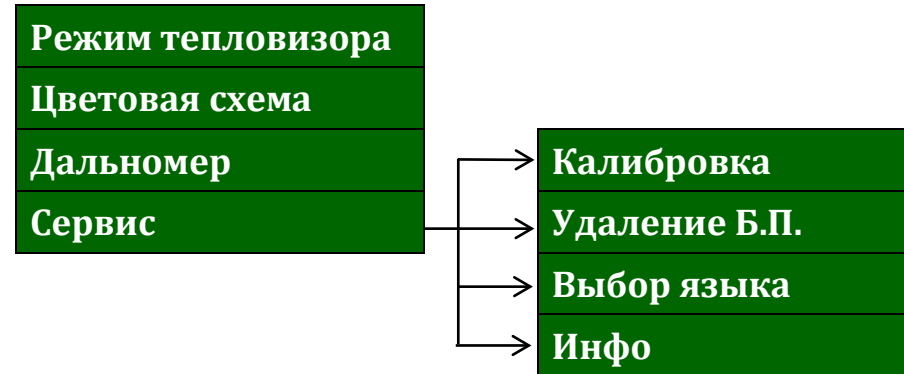 Режим тепловизора
Цветовая схема
Дальномер
Сервис
Калибровка
Удаление Б.П.
Выбор языка
Инфо